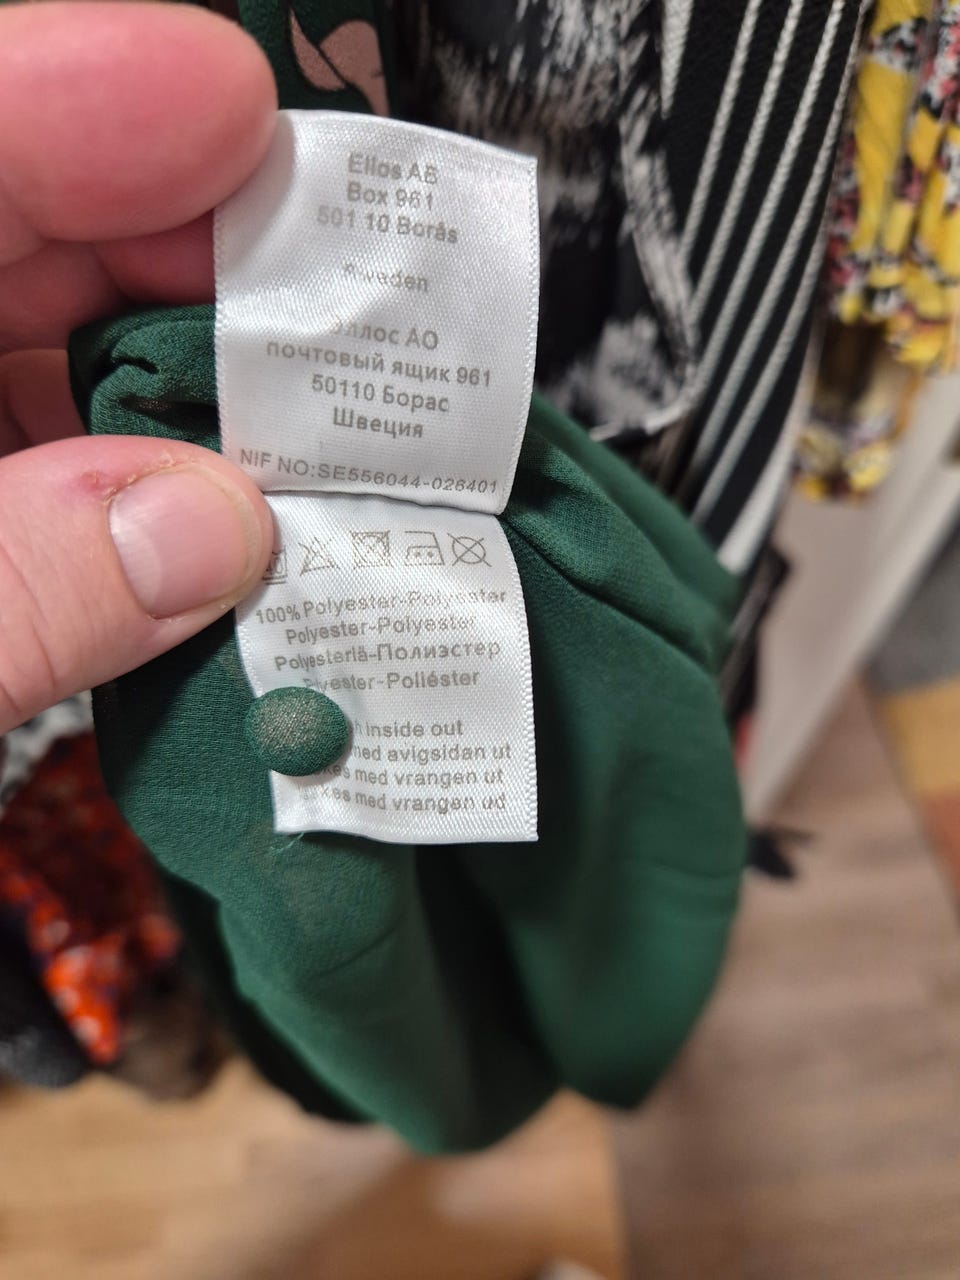 Ellos AB
Box 961
501 10 Borås
Sweden
АО
почтовый ящик 961
50110 Борас
Швеция
NIF NO:SE556044-026401
100% Polyester-Polyester
Polyester-Polyester
Polyesteriä-Полиэстер
Poliéster
inside out
med avigsidan ut
med vrangen ut
med vrangen ud